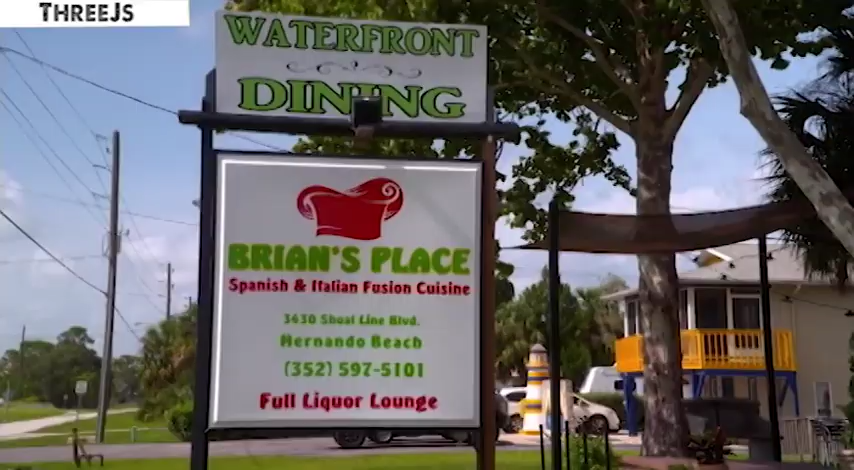 THREEJS
WATERFRONT
DINING
BRIAN'S PLACE
Spanish & Italian Fusion Cuisine
3430 Shoal Line Blvd.
Hernando Beach
(352) 597-5101
Full Liquor Lounge